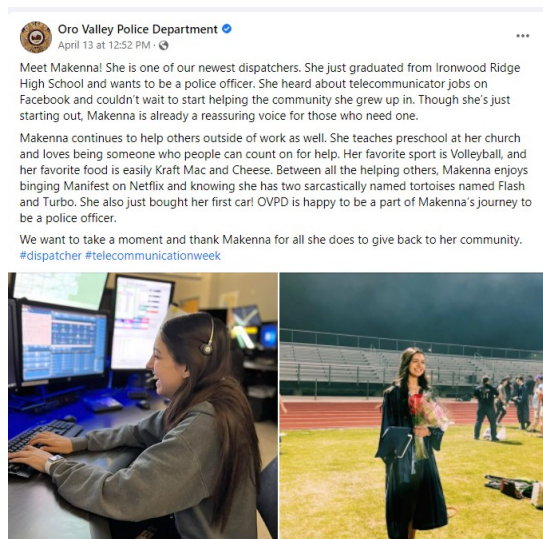 Oro Valley Police Department
April 13 at 12:52 PM ·
Meet Makenna! She is one of our newest dispatchers. She just graduated from Ironwood Ridge
High School and wants to be a police officer. She heard about telecommunicator jobs on
Facebook and couldn't wait to start helping the community she grew up in. Though she's just
starting out, Makenna is already a reassuring voice for those who need one.
Makenna continues to help others outside of work as well. She teaches preschool at her church
and loves being someone who people can count on for help. Her favorite sport is Volleyball, and
her favorite food is easily Kraft Mac and Cheese. Between all the helping others, Makenna enjoys
binging Manifest on Netflix and knowing she has two sarcastically named tortoises named Flash
and Turbo. She also just bought her first car! OVPD is happy to be a part of Makenna's journey to
be a police officer.
We want to take a moment and thank Makenna for all she does to give back to her community.
#dispatcher #telecommunicationweek